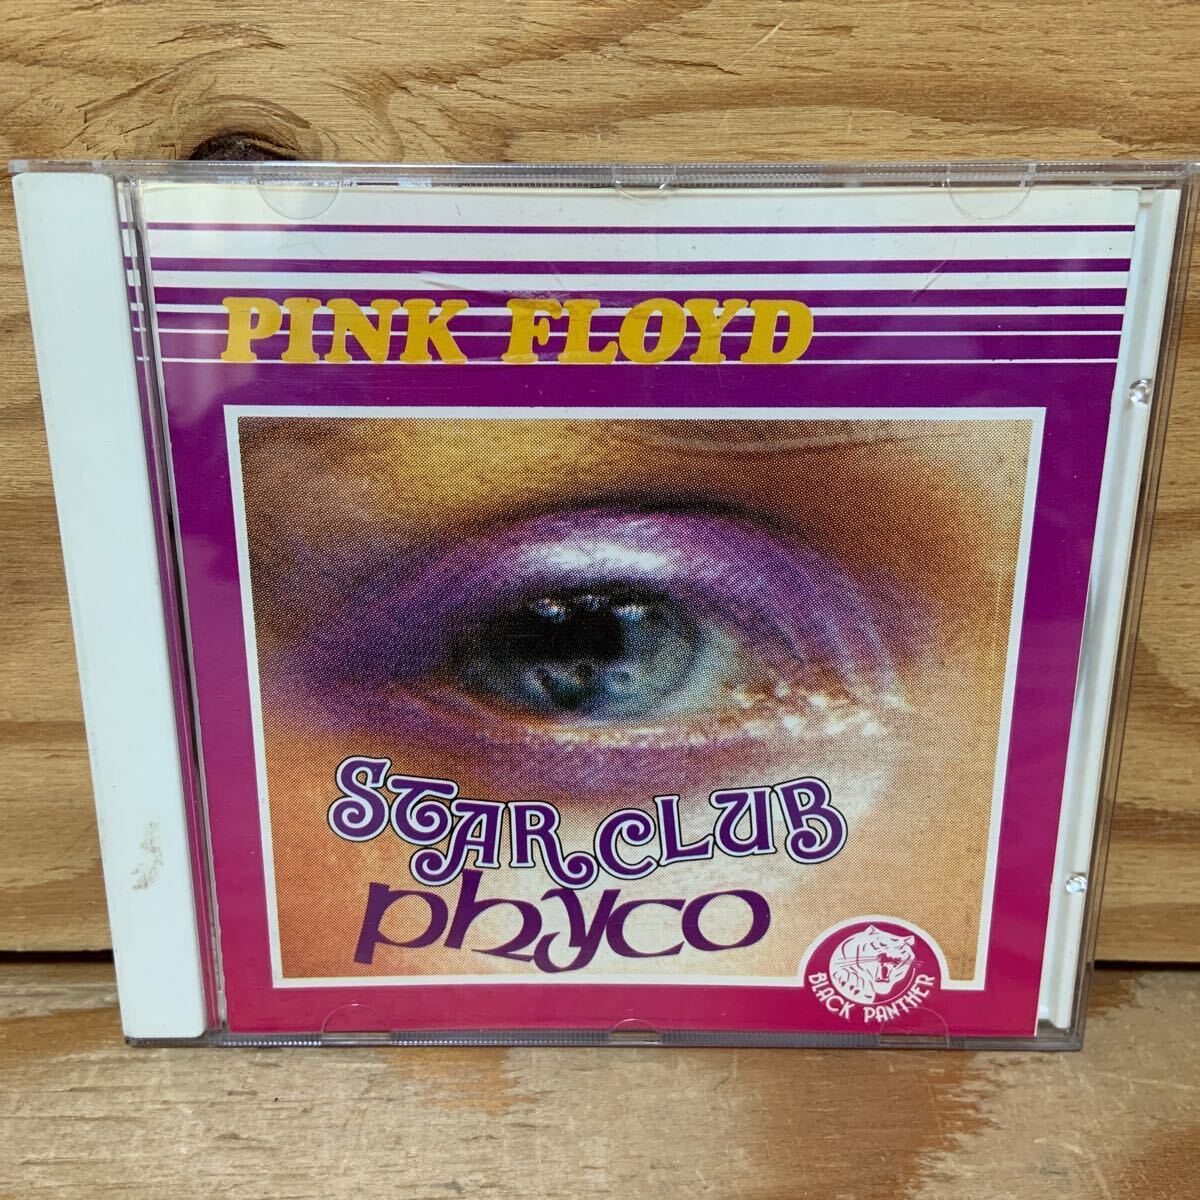 PINK FLOYD
STAR CLUB
phyco
BLACK PANTHER